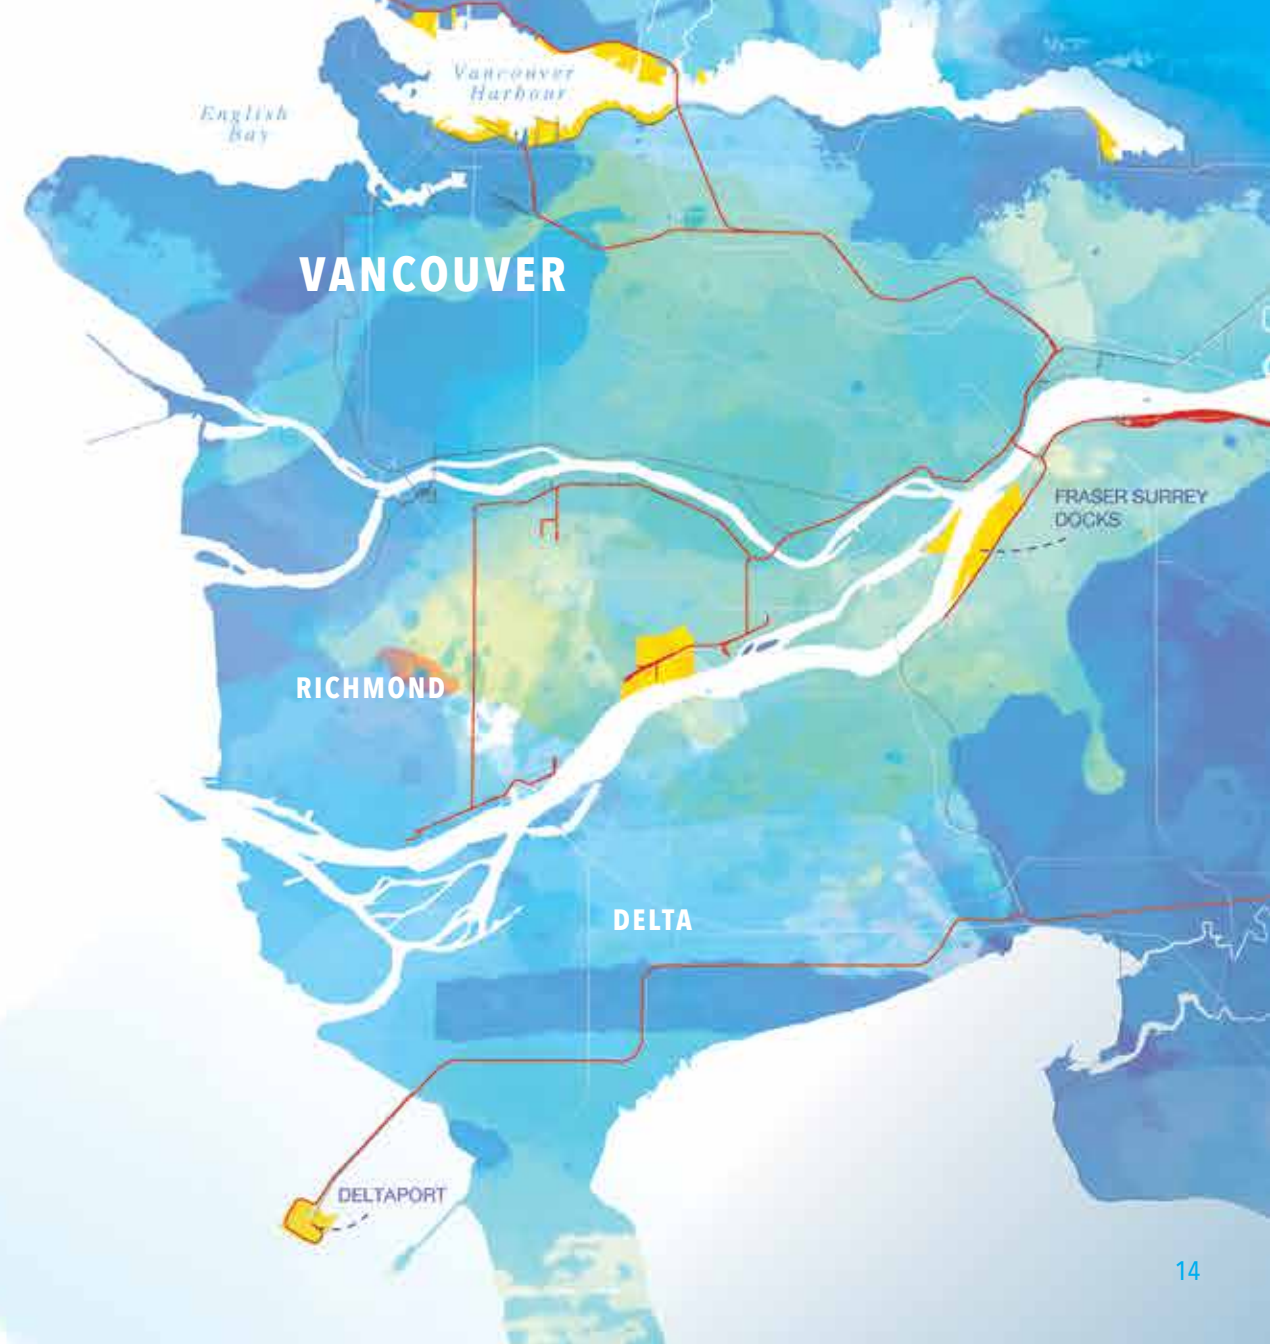 Vancouver
Harbour
English
Bay
VANCOUVER
FRASER SURREY
DOCKS
RICHMOND
DELTA
DELTAPORT
14